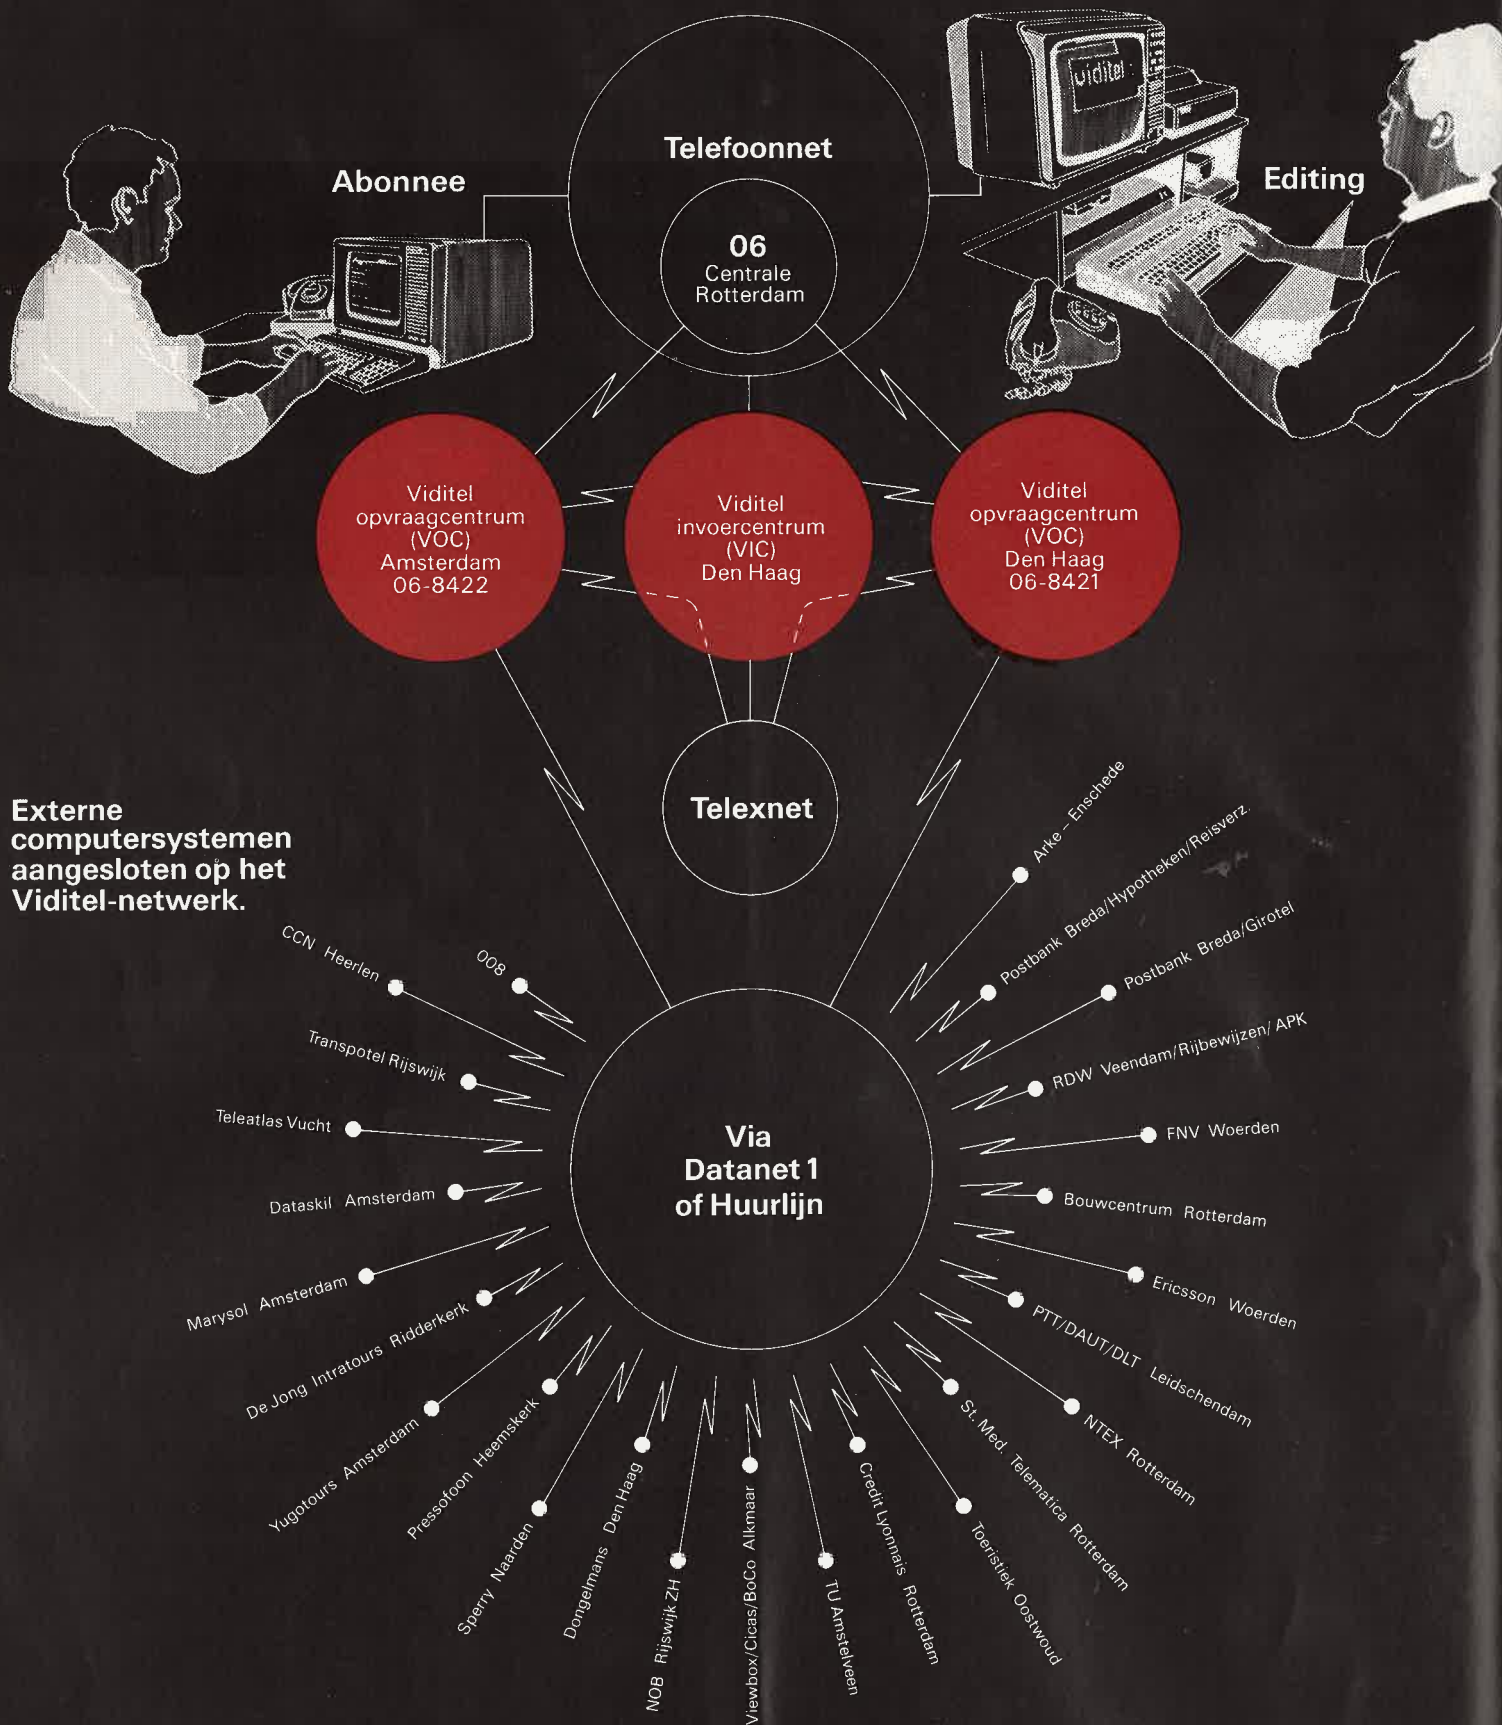 viditel
Telefoonnet
Abonnee
Editing
06
Centrale
Rotterdam
Viditel
opvraagcentrum
(VOC)
Amsterdam
06-8422
Viditel
invoercentrum
(VIC)
Den Haag
Viditel
opvraagcentrum
(VOC)
Den Haag
06-8421
Telexnet
Externe
computersystemen
aangesloten op het
Viditel-netwerk.
Via
Datanet 1
of Huurlijn
008
CCN Heerlen
Transpotel Rijswijk
Teleatlas Vucht
Dataskil Amsterdam
Marysol Amsterdam
De Jong Intratours Ridderkerk
Yugotours Amsterdam
Pressofoon Heemskerk
Sperry Naarden
Dongelmans Den Haag
NOB Rijswijk ZH
Viewbox/Cicas/BoCo Alkmaar
TU Amstelveen
Credit Lyonnais Rotterdam
Toeristiek Oostwoud
St. Med. Telematica Rotterdam
NTEX Rotterdam
PTT/DAUT/DLT Leidschendam
Ericsson Woerden
Bouwcentrum Rotterdam
FNV Woerden
RDW Veendam/Rijbewijzen/APK
Postbank Breda/Girotel
Postbank Breda/Hypotheken/Reisverz.
Arke – Enschede